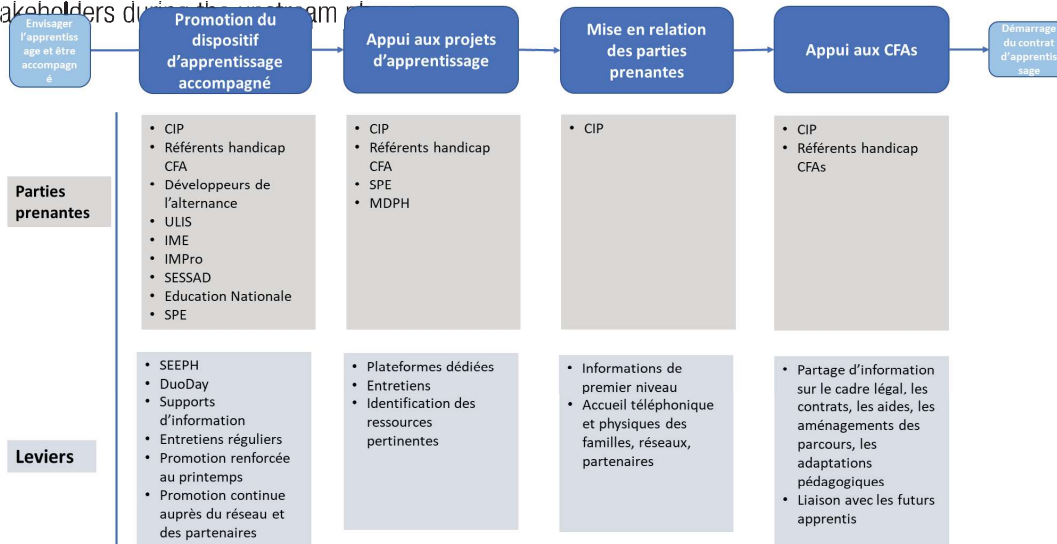 akeholders during the upstream
Envisager
l'apprentiss
age et être
accompagn
é
Promotion du
dispositif
d'apprentissage
accompagné
Appui aux projets
d'apprentissage
Mise en relation
des parties
prenantes
Appui aux CFAs
Démarrage
du contrat
d'apprentis
sage
Parties
prenantes
• CIP
• Référents handicap
CFA
• Développeurs de
l'alternance
• ULIS
• IME
• IMPro
• SESSAD
• Education Nationale
• SPE
• CIP
• Référents handicap
CFA
• SPE
• MDPH
• CIP
• CIP
• Référents handicap
CFAs
Leviers
• SEEPH
• DuoDay
• Supports
d'information
• Entretiens réguliers
• Promotion renforcée
au printemps
• Promotion continue
auprès du réseau et
des partenaires
• Plateformes dédiées
• Entretiens
• Identification des
ressources
pertinentes
• Informations de
premier niveau
• Accueil téléphonique
et physiques des
familles, réseaux,
partenaires
• Partage d'information
sur le cadre légal, les
contrats, les aides, les
aménagements des
parcours, les
adaptations
pédagogiques
• Liaison avec les futurs
apprentis